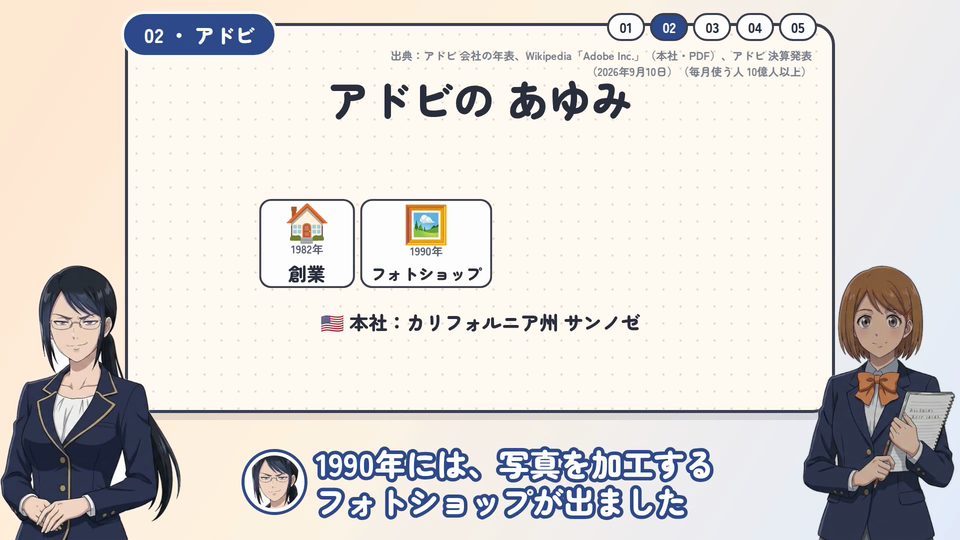 02 ・ アドビ
01 02 03 04 05
出典：アドビ 会社の年表、Wikipedia「Adobe Inc.」（本社・PDF）、アドビ 決算発表
（2026年9月10日）（毎月使う人 10億人以上）
アドビの あゆみ
1982年
創業
1990年
フォトショップ
本社：カリフォルニア州 サンノゼ
1990年には、写真を加工する
フォトショップが出ました